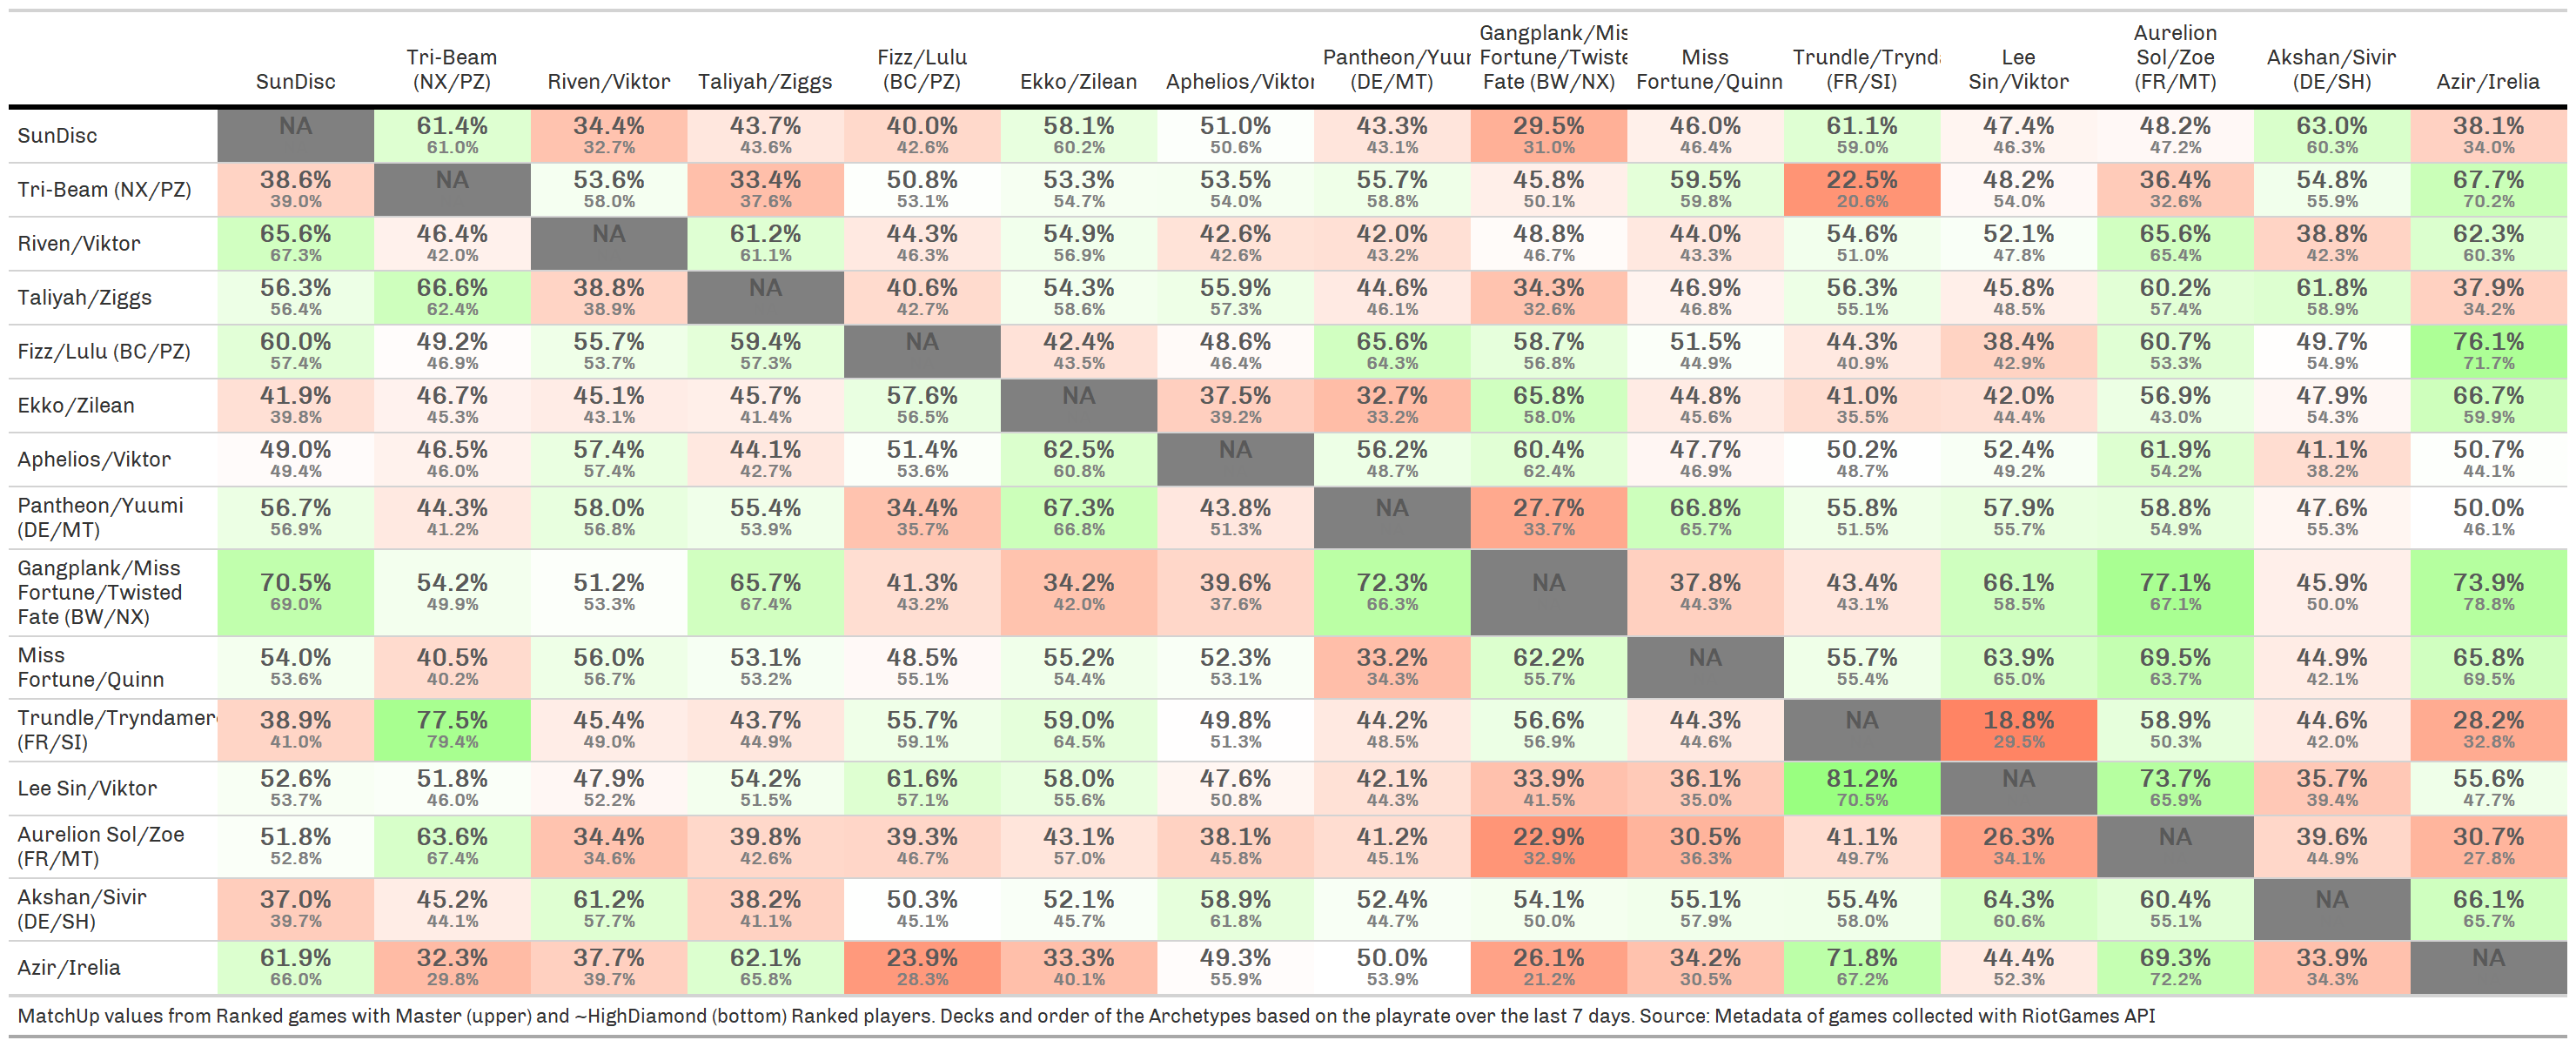 SunDisc Tri-Beam (NX/PZ) Riven/Viktor Taliyah/Ziggs Fizz/Lulu (BC/PZ) Ekko/Zilean Aphelios/Viktor Pantheon/Yuur (DE/MT) Gangplank/Mis Fortune/Twiste Fate (BW/NX) Miss Fortune/Quinn Trundle/Trynda (FR/SI) Lee Sin/Viktor Aurelion Sol/Zoe (FR/MT) Akshan/Sivir (DE/SH) Azir/Irelia
SunDisc NA 61.4% 34.4% 43.7% 40.0% 58.1% 51.0% 43.3% 29.5% 46.0% 61.1% 47.4% 48.2% 63.0% 38.1%
61.0% 32.7% 43.6% 42.6% 60.2% 50.6% 43.1% 31.0% 46.4% 59.0% 46.3% 47.2% 60.3% 34.0%
Tri-Beam (NX/PZ) 38.6% NA 53.6% 33.4% 50.8% 53.3% 53.5% 55.7% 45.8% 59.5% 22.5% 48.2% 36.4% 54.8% 67.7%
39.0% 58.0% 37.6% 53.1% 54.7% 54.0% 58.8% 50.1% 59.8% 20.6% 54.0% 32.6% 55.9% 70.2%
Riven/Viktor 65.6% 46.4% NA 61.2% 44.3% 54.9% 42.6% 42.0% 48.8% 44.0% 54.6% 52.1% 65.6% 38.8% 62.3%
67.3% 42.0% 61.1% 46.3% 56.9% 42.6% 43.2% 46.7% 43.3% 51.0% 47.8% 65.4% 42.3% 60.3%
Taliyah/Ziggs 56.3% 66.6% 38.8% NA 40.6% 54.3% 55.9% 44.6% 34.3% 46.9% 56.3% 45.8% 60.2% 61.8% 37.9%
56.4% 62.4% 38.9% 42.7% 58.6% 57.3% 46.1% 32.6% 46.8% 55.1% 48.5% 57.4% 58.9% 34.2%
Fizz/Lulu (BC/PZ) 60.0% 49.2% 55.7% 59.4% NA 42.4% 48.6% 65.6% 58.7% 51.5% 44.3% 38.4% 60.7% 49.7% 76.1%
57.4% 46.9% 53.7% 57.3% 43.5% 46.4% 64.3% 56.8% 44.9% 40.9% 42.9% 53.3% 54.9% 71.7%
Ekko/Zilean 41.9% 46.7% 45.1% 45.7% 57.6% NA 37.5% 32.7% 65.8% 44.8% 41.0% 42.0% 56.9% 47.9% 66.7%
39.8% 45.3% 43.1% 41.4% 56.5% 39.2% 33.2% 58.0% 45.6% 35.5% 44.4% 43.0% 54.3% 59.9%
Aphelios/Viktor 49.0% 46.5% 57.4% 44.1% 51.4% 62.5% NA 56.2% 60.4% 47.7% 50.2% 52.4% 61.9% 41.1% 50.7%
49.4% 46.0% 57.4% 42.7% 53.6% 60.8% 48.7% 62.4% 46.9% 48.7% 49.2% 54.2% 38.2% 44.1%
Pantheon/Yuumi 56.7% 44.3% 58.0% 55.4% 34.4% 67.3% 43.8% NA 27.7% 66.8% 55.8% 57.9% 58.8% 47.6% 50.0%
(DE/MT) 56.9% 41.2% 56.8% 53.9% 35.7% 66.8% 51.3% 33.7% 65.7% 51.5% 55.7% 54.9% 55.3% 46.1%
Gangplank/Miss
Fortune/Twisted 70.5% 54.2% 51.2% 65.7% 41.3% 34.2% 39.6% 72.3% NA 37.8% 43.4% 66.1% 77.1% 45.9% 73.9%
Fate (BW/NX) 69.0% 49.9% 53.3% 67.4% 43.2% 42.0% 37.6% 66.3% 44.3% 43.1% 58.5% 67.1% 50.0% 78.8%
Miss 54.0% 40.5% 56.0% 53.1% 48.5% 55.2% 52.3% 33.2% 62.2% NA 55.7% 63.9% 69.5% 44.9% 65.8%
Fortune/Quinn 53.6% 40.2% 56.7% 53.2% 55.1% 54.4% 53.1% 34.3% 55.7% 55.4% 65.0% 63.7% 42.1% 69.5%
Trundle/Tryndamer 38.9% 77.5% 45.4% 43.7% 55.7% 59.0% 49.8% 44.2% 56.6% 44.3% NA 18.8% 58.9% 44.6% 28.2%
(FR/SI) 41.0% 79.4% 49.0% 44.9% 59.1% 64.5% 51.3% 48.5% 56.9% 44.6% 29.5% 50.3% 42.0% 32.8%
Lee Sin/Viktor 52.6% 51.8% 47.9% 54.2% 61.6% 58.0% 47.6% 42.1% 33.9% 36.1% 81.2% NA 73.7% 35.7% 55.6%
53.7% 46.0% 52.2% 51.5% 57.1% 55.6% 50.8% 44.3% 41.5% 35.0% 70.5% 65.9% 39.4% 47.7%
Aurelion Sol/Zoe 51.8% 63.6% 34.4% 39.8% 39.3% 43.1% 38.1% 41.2% 22.9% 30.5% 41.1% 26.3% NA 39.6% 30.7%
(FR/MT) 52.8% 67.4% 34.6% 42.6% 46.7% 57.0% 45.8% 45.1% 32.9% 36.3% 49.7% 34.1% 44.9% 27.8%
Akshan/Sivir 37.0% 45.2% 61.2% 38.2% 50.3% 52.1% 58.9% 52.4% 54.1% 55.1% 55.4% 64.3% 60.4% NA 66.1%
(DE/SH) 39.7% 44.1% 57.7% 41.1% 45.1% 45.7% 61.8% 44.7% 50.0% 57.9% 58.0% 60.6% 55.1% 65.7%
Azir/Irelia 61.9% 32.3% 37.7% 62.1% 23.9% 33.3% 49.3% 50.0% 26.1% 34.2% 71.8% 44.4% 69.3% 33.9% NA
66.0% 29.8% 39.7% 65.8% 28.3% 40.1% 55.9% 53.9% 21.2% 30.5% 67.2% 52.3% 72.2% 34.3%
MatchUp values from Ranked games with Master (upper) and ~HighDiamond (bottom) Ranked players. Decks and order of the Archetypes based on the playrate over the last 7 days. Source: Metadata of games collected with RiotGames API